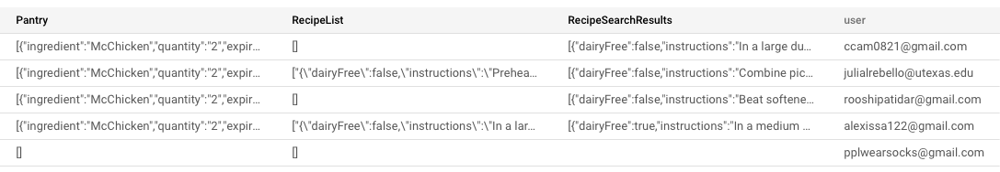 Pantry RecipeList RecipeSearchResults user
[{"ingredient":"McChicken","quantity":"2","expir... [] [{"dairyFree":false,"instructions":"In a large du... ccam0821@gmail.com
[{"ingredient":"McChicken","quantity":"2","expir... ["{\"dairyFree\":false,\"instructions\":\"Prehea... [{"dairyFree":false,"instructions":"Combine pic... julialrebello@utexas.edu
[{"ingredient":"McChicken","quantity":"2","expir... [] [{"dairyFree":false,"instructions":"Beat softene... rooshipatidar@gmail.com
[{"ingredient":"McChicken","quantity":"2","expir... ["{\"dairyFree\":false,\"instructions\":\"In a lar... [{"dairyFree":true,"instructions":"In a medium ... alexissa122@gmail.com
[] [] pplwearsocks@gmail.com